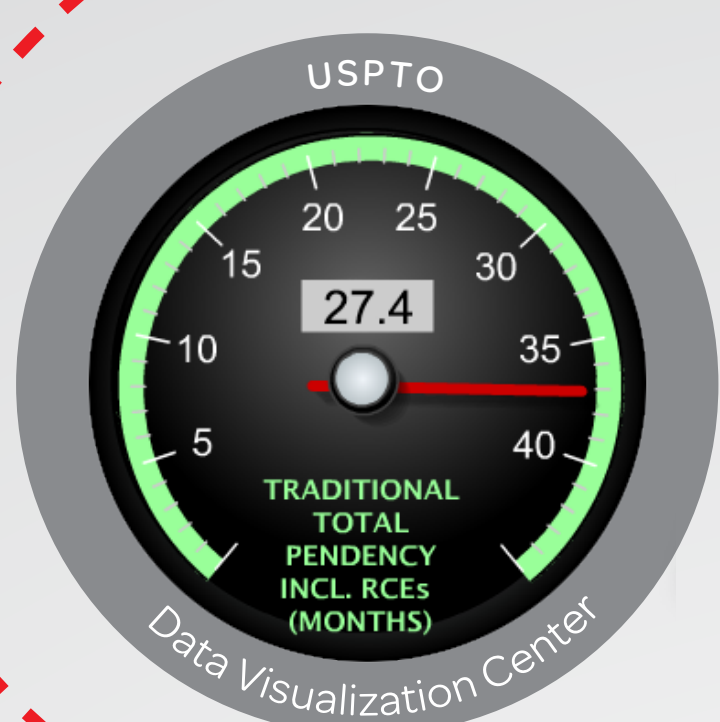 USPTO
20 25
15 30
27.4
10 35
5 40
TRADITIONAL
TOTAL
PENDENCY
INCL. RCEs
(MONTHS)
Data Visualization Center